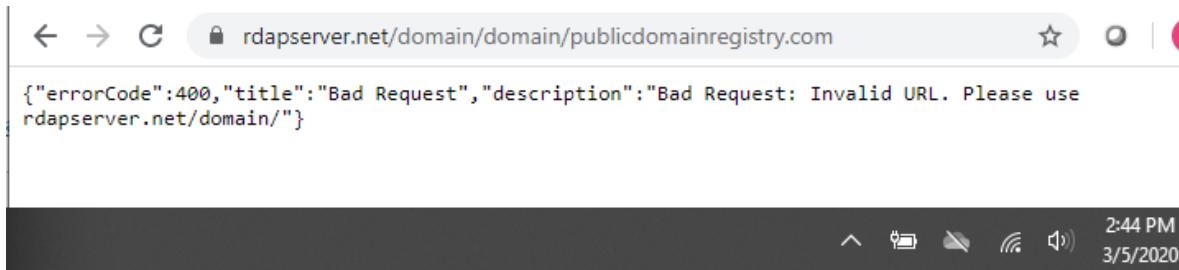 rdapserver.net/domain/domain/publicdomainregistry.com
{"errorCode":400,"title":"Bad Request","description":"Bad Request: Invalid URL. Please use
rdapserver.net/domain/"}
2:44 PM
3/5/2020